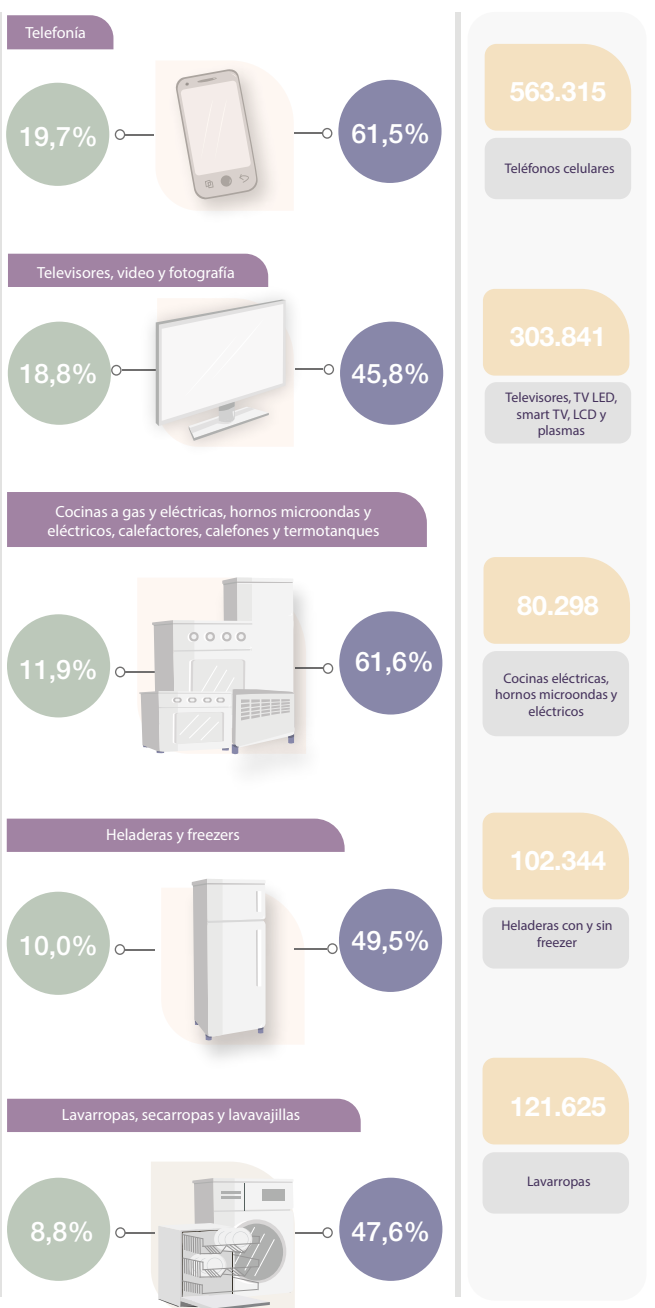 Telefonía
19,7%
61,5%
563.315
Teléfonos celulares
Televisores, video y fotografía
18,8%
45,8%
303.841
Televisores, TV LED,
smart TV, LCD y
plasmas
Cocinas a gas y eléctricas, hornos microondas y
eléctricos, calefactores, calefones y termotanques
11,9%
61,6%
80.298
Cocinas eléctricas,
hornos microondas y
eléctricos
Heladeras y freezers
10,0%
49,5%
102.344
Heladeras con y sin
freezer
Lavarropas, secarropas y lavavajillas
8,8%
47,6%
121.625
Lavarropas